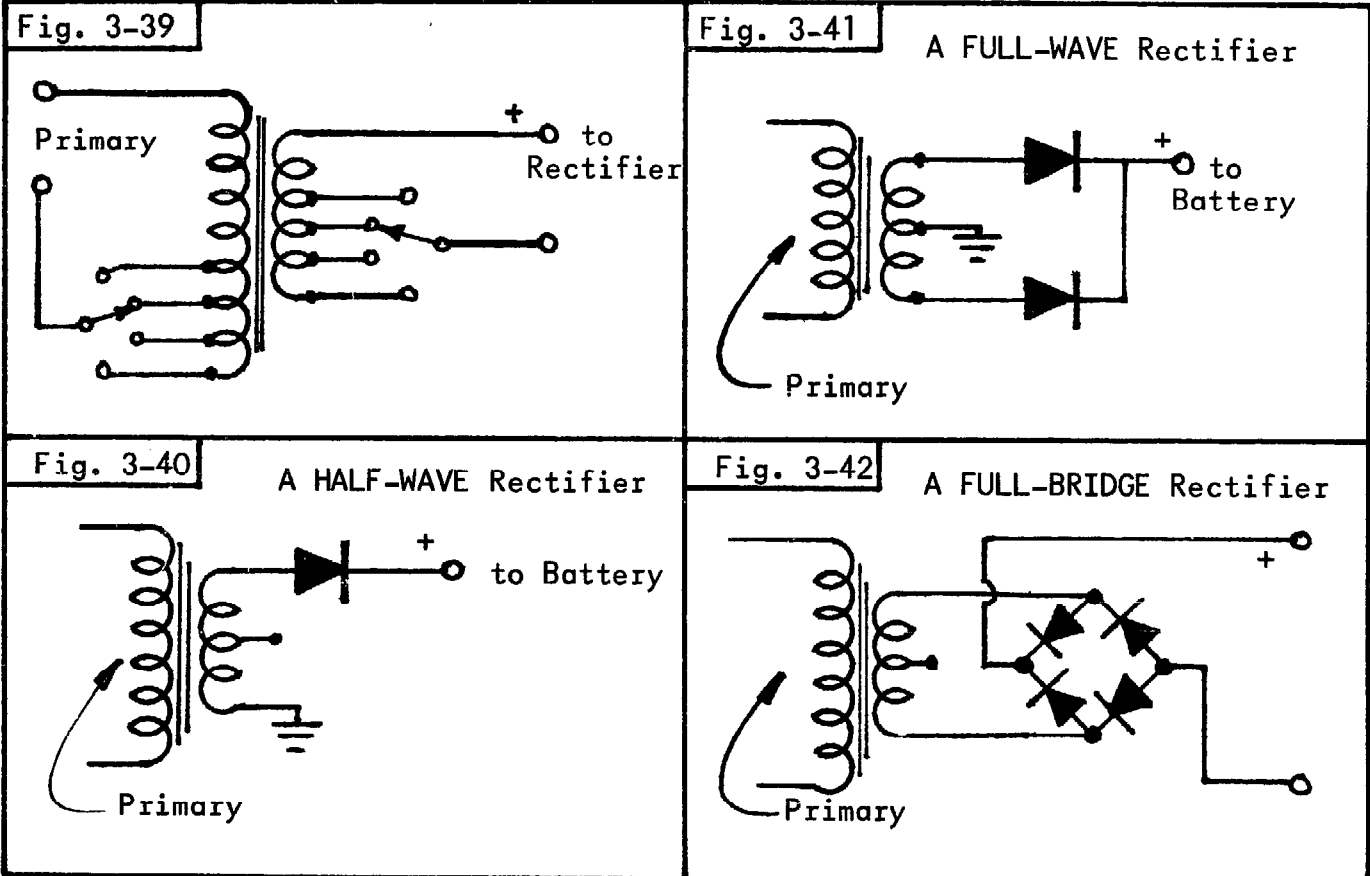 Fig. 3-39
Primary
+
to
Rectifier
Fig. 3-41
A FULL-WAVE Rectifier
+
to
Battery
Primary
Fig. 3-40
A HALF-WAVE Rectifier
+
to Battery
Primary
Fig. 3-42
A FULL-BRIDGE Rectifier
+
Primary